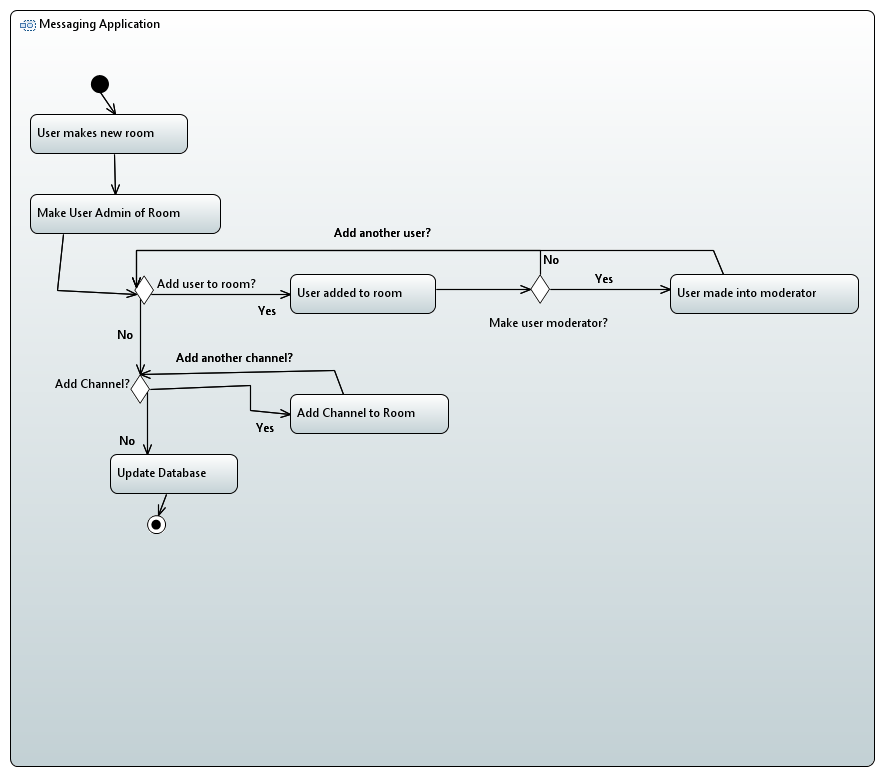 Messaging Application
User makes new room
Make User Admin of Room
Add another user?
No
Add user to room?
Yes
User added to room
Yes
User made into moderator
Make user moderator?
No
Add another channel?
Add Channel?
Yes
Add Channel to Room
No
Update Database